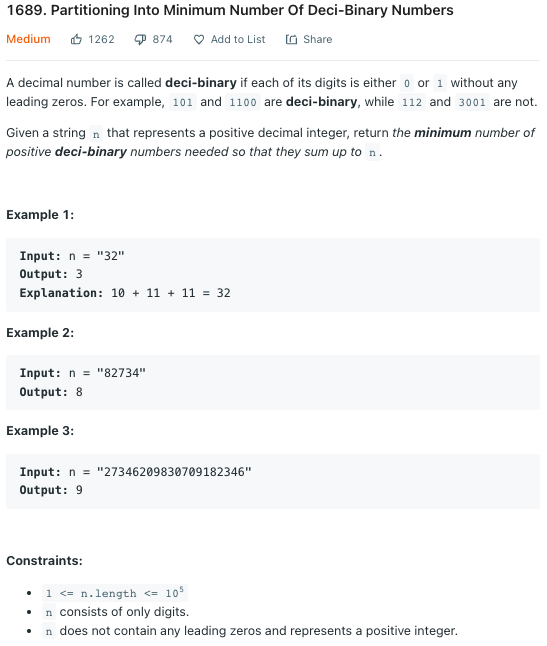 1689. Partitioning Into Minimum Number Of Deci-Binary Numbers
Medium 1262 874 Add to List Share
A decimal number is called deci-binary if each of its digits is either 0 or 1 without any
leading zeros. For example, 101 and 1100 are deci-binary, while 112 and 3001 are not.
Given a string n that represents a positive decimal integer, return the minimum number of
positive deci-binary numbers needed so that they sum up to n.
Example 1:
Input: n = "32"
Output: 3
Explanation: 10 + 11 + 11 = 32
Example 2:
Input: n = "82734"
Output: 8
Example 3:
Input: n = "27346209830709182346"
Output: 9
Constraints:
• 1 <= n.length <= 10⁵
• n consists of only digits.
• n does not contain any leading zeros and represents a positive integer.